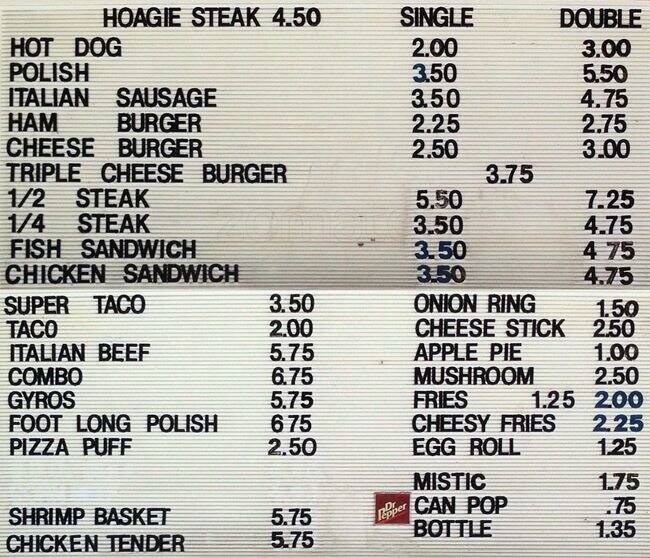 HOAGIE STEAK 4.50 SINGLE DOUBLE
HOT DOG 2.00 3.00
POLISH 3.50 5.50
ITALIAN SAUSAGE 3.50 4.75
HAM BURGER 2.25 2.75
CHEESE BURGER 2.50 3.00
TRIPLE CHEESE BURGER 3.75
1/2 STEAK 5.50 7.25
1/4 STEAK 3.50 4.75
FISH SANDWICH 3.50 4 75
CHICKEN SANDWICH 3.50 4.75
SUPER TACO 3.50
TACO 2.00
ITALIAN BEEF 5.75
COMBO 6.75
GYROS 5.75
FOOT LONG POLISH 6 75
PIZZA PUFF 2.50
SHRIMP BASKET 5.75
CHICKEN TENDER 5.75
ONION RING 1.50
CHEESE STICK 2.50
APPLE PIE 1.00
MUSHROOM 2.50
FRIES 1.25 2.00
CHEESY FRIES 2.25
EGG ROLL 1.25
MISTIC 1.75
Dr Pepper CAN POP .75
BOTTLE 1.35